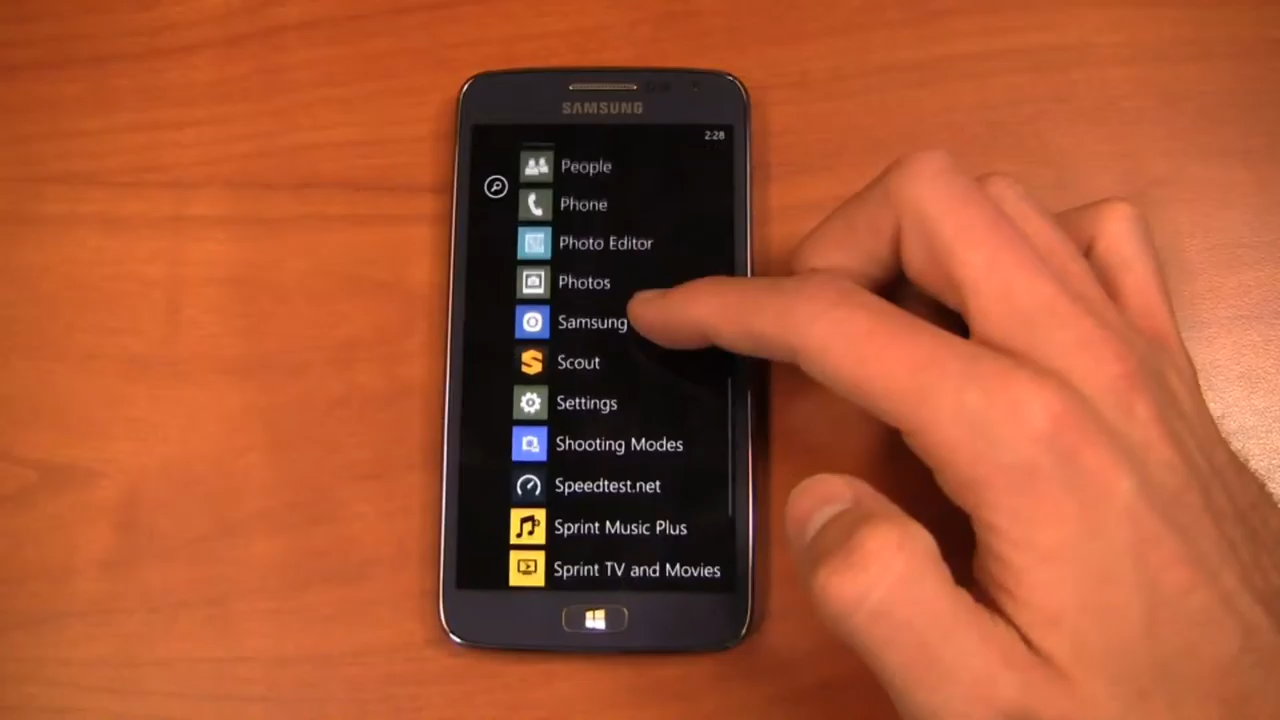 SAMSUNG
2:28
People
Phone
Photo Editor
Photos
Samsung
Scout
Settings
Shooting Modes
Speedtest.net
Sprint Music Plus
Sprint TV and Movies